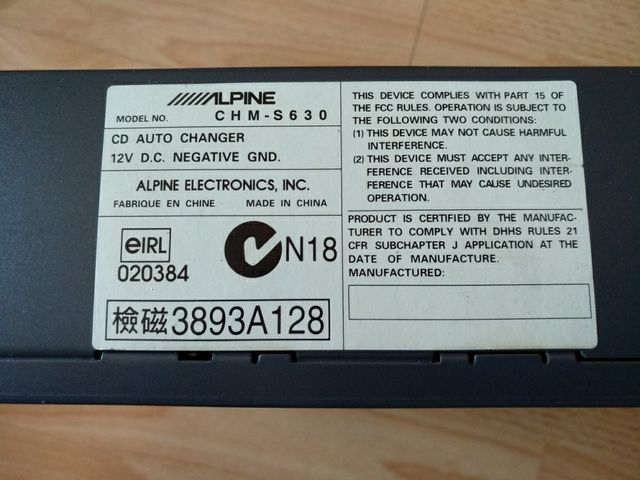 ALPINE
MODEL NO. CHM-S630
CD AUTO CHANGER
12V D.C. NEGATIVE GND.
ALPINE ELECTRONICS, INC.
FABRIQUE EN CHINE MADE IN CHINA
eIRL
020384
N18
檢磁3893A128
THIS DEVICE COMPLIES WITH PART 15 OF
THE FCC RULES. OPERATION IS SUBJECT TO
THE FOLLOWING TWO CONDITIONS:
(1) THIS DEVICE MAY NOT CAUSE HARMFUL
INTERFERENCE.
(2) THIS DEVICE MUST ACCEPT ANY INTER-
FERENCE RECEIVED INCLUDING INTER-
FERENCE THAT MAY CAUSE UNDESIRED
OPERATION.
PRODUCT IS CERTIFIED BY THE MANUFAC-
TURER TO COMPLY WITH DHHS RULES 21
CFR SUBCHAPTER J APPLICATION AT THE
DATE OF MANUFACTURE.
MANUFACTURED: